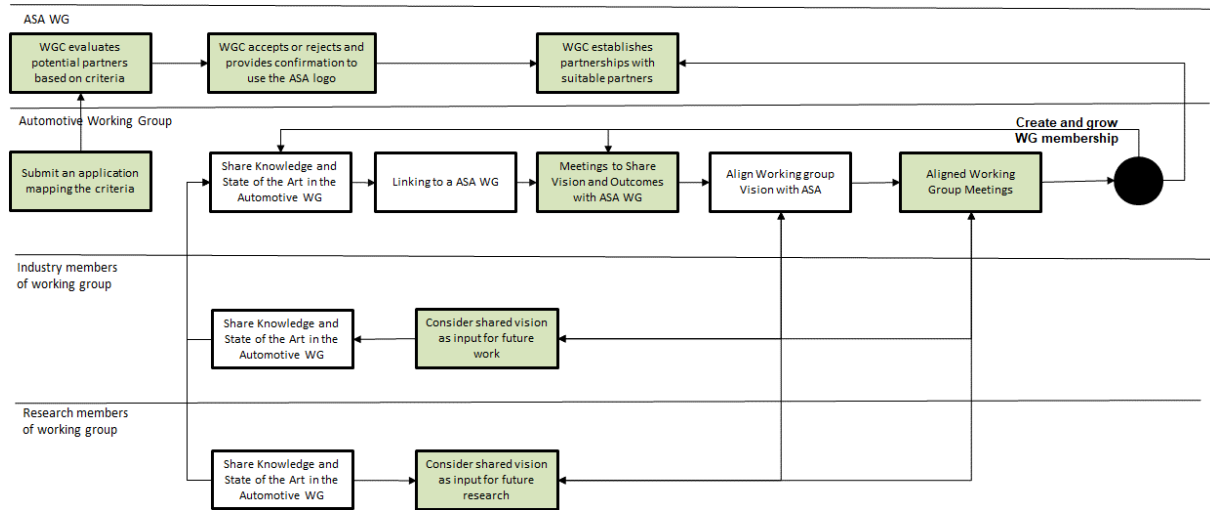 ASA WG
WGC evaluates
potential partners
based on criteria
WGC accepts or rejects and
provides confirmation to
use the ASA logo
WGC establishes
partnerships with
suitable partners
Automotive Working Group
Create and grow
WG membership
Submit an application
mapping the criteria
Share Knowledge and
State of the Art in the
Automotive WG
Linking to a ASA WG
Meetings to Share
Vision and Outcomes
with ASA WG
Align Working group
Vision with ASA
Aligned Working
Group Meetings
Industry members
of working group
Share Knowledge and
State of the Art in the
Automotive WG
Consider shared vision
as input for future
work
Research members
of working group
Share Knowledge and
State of the Art in the
Automotive WG
Consider shared vision
as input for future
research